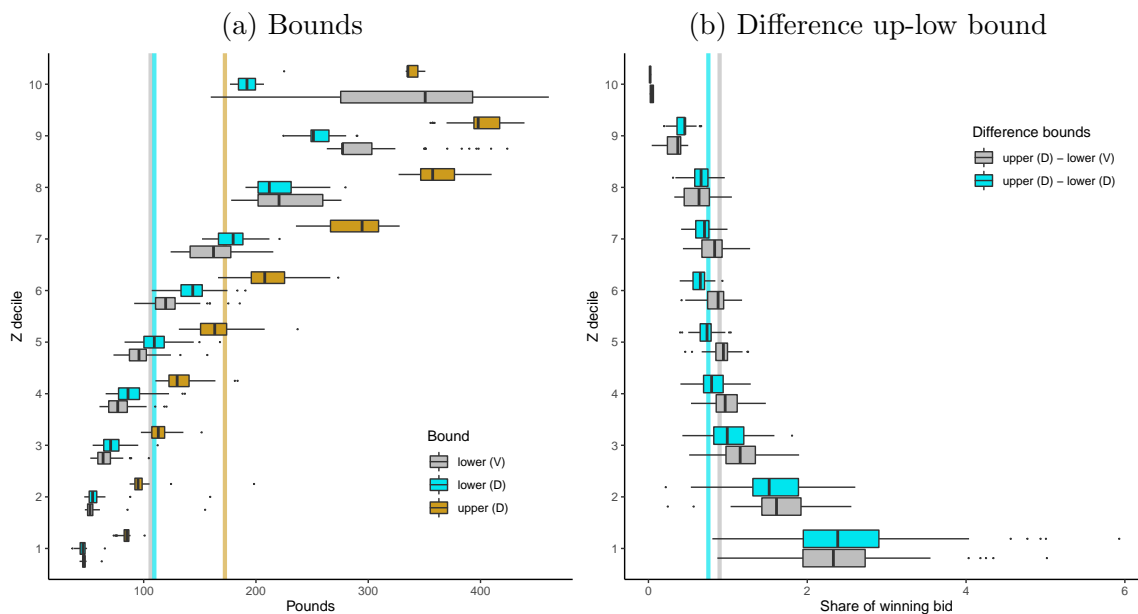 (a) Bounds
10
9
8
7
6
5
4
3
2
1
Z decile
100
200
300
400
Pounds
Bound
lower (V)
lower (D)
upper (D)
(b) Difference up-low bound
10
9
8
7
6
5
4
3
2
1
Z decile
0
2
4
6
Share of winning bid
Difference bounds
upper (D) − lower (V)
upper (D) − lower (D)